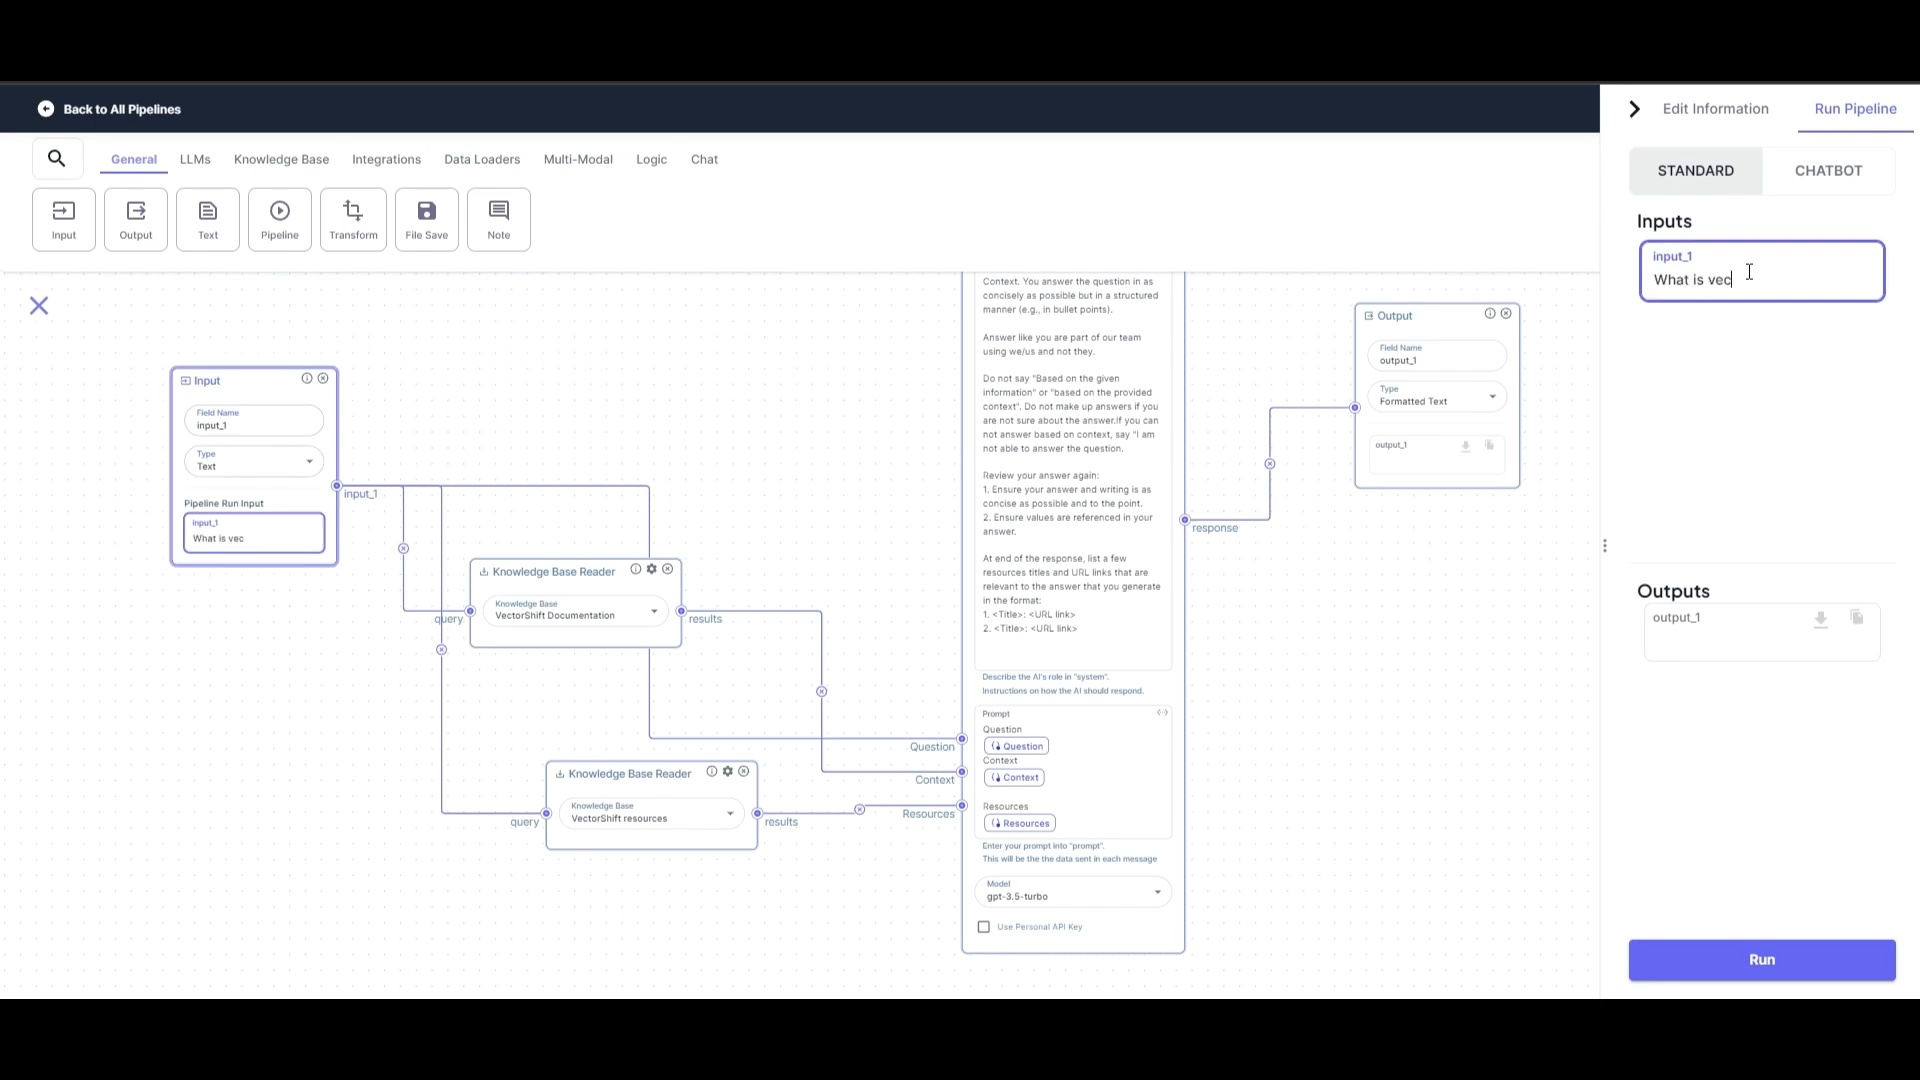 Back to All Pipelines
Edit Information
Run Pipeline
General
LLMs
Knowledge Base
Integrations
Data Loaders
Multi-Modal
Logic
Chat
STANDARD
CHATBOT
Input
Output
Text
Pipeline
Transform
File Save
Note
Inputs
input_1
What is vec
Input
Field Name
input_1
Type
Text
Pipeline Run Input
input_1
What is vec
input_1
Knowledge Base Reader
Knowledge Base
VectorShift Documentation
query
results
Knowledge Base Reader
Knowledge Base
VectorShift resources
query
results
Question
Context
Resources
Context. You answer the question in as
concisely as possible but in a structured
manner (e.g., in bullet points).
Answer like you are part of our team
using we/us and not they.
Do not say "Based on the given
information" or "based on the provided
context". Do not make up answers if you
are not sure about the answer.if you can
not answer based on context, say "I am
not able to answer the question.
Review your answer again:
1. Ensure your answer and writing is as
concise as possible and to the point.
2. Ensure values are referenced in your
answer.
At end of the response, list a few
resources titles and URL links that are
relevant to the answer that you generate
in the format:
1. <Title>: <URL link>
2. <Title>: <URL link>
Describe the AI's role in "system".
Instructions on how the AI should respond.
Prompt
Question
Question
Context
Context
Resources
Resources
Enter your prompt into "prompt".
This will be the the data sent in each message
Model
gpt-3.5-turbo
Use Personal API Key
response
Output
Field Name
output_1
Type
Formatted Text
output_1
Outputs
output_1
Run